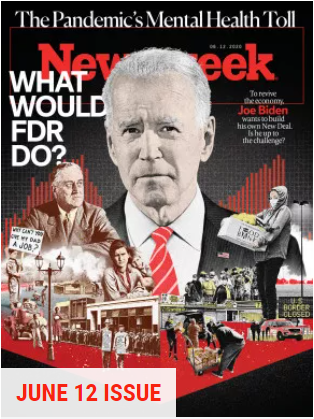 The Pandemic's Mental Health Toll
Newsweek
06.12.2020
WHAT
WOULD
FDR
DO?
To revive
the economy,
Joe Biden
wants to build
his own New Deal.
Is he up to
the challenge?
WHY CAN'T YOU
GIVE MY DAD
A JOB?
FOOD
U.S.
BORDER
CLOSED
JUNE 12 ISSUE